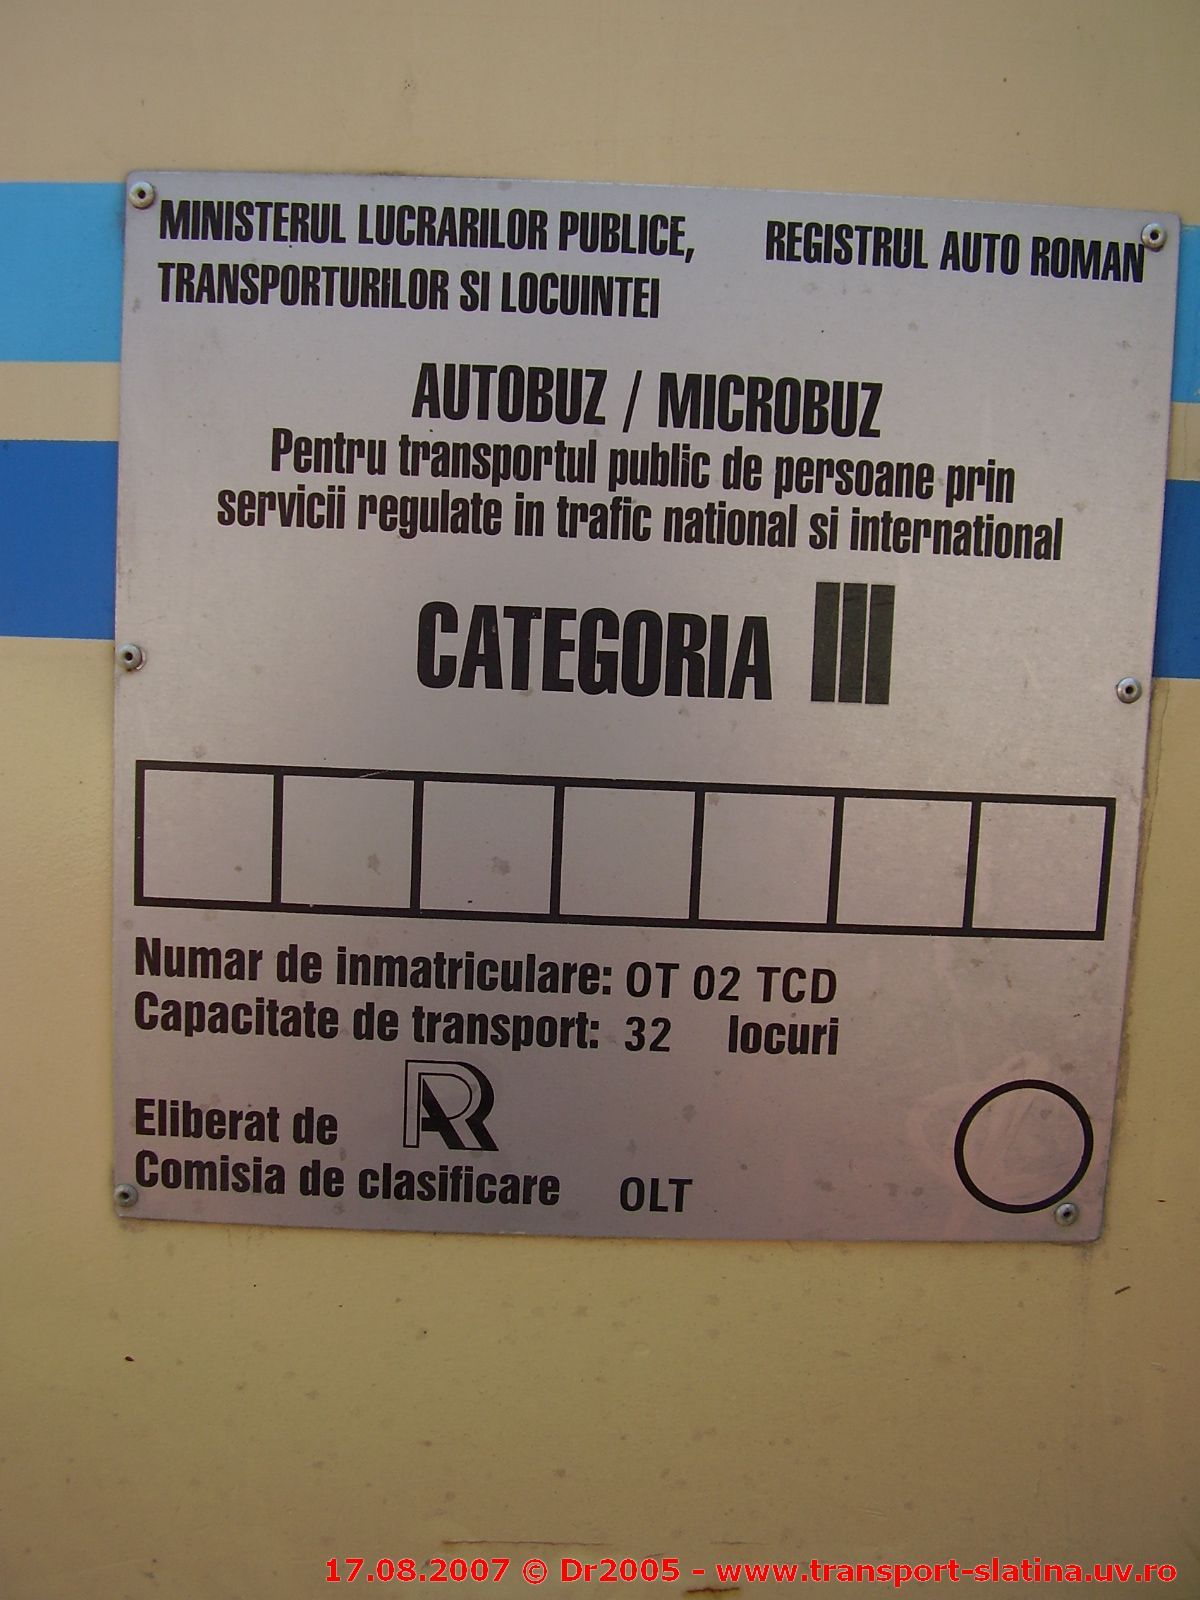 MINISTERUL LUCRARILOR PUBLICE, REGISTRUL AUTO ROMAN
TRANSPORTURILOR SI LOCUINTEI
AUTOBUZ / MICROBUZ
Pentru transportul public de persoane prin
servicii regulate in trafic national si international
CATEGORIA III
Numar de inmatriculare: OT 02 TCD
Capacitate de transport: 32 locuri
Eliberat de RAR
Comisia de clasificare OLT
17.08.2007 © Dr2005 - www.transport-slatina.uv.ro